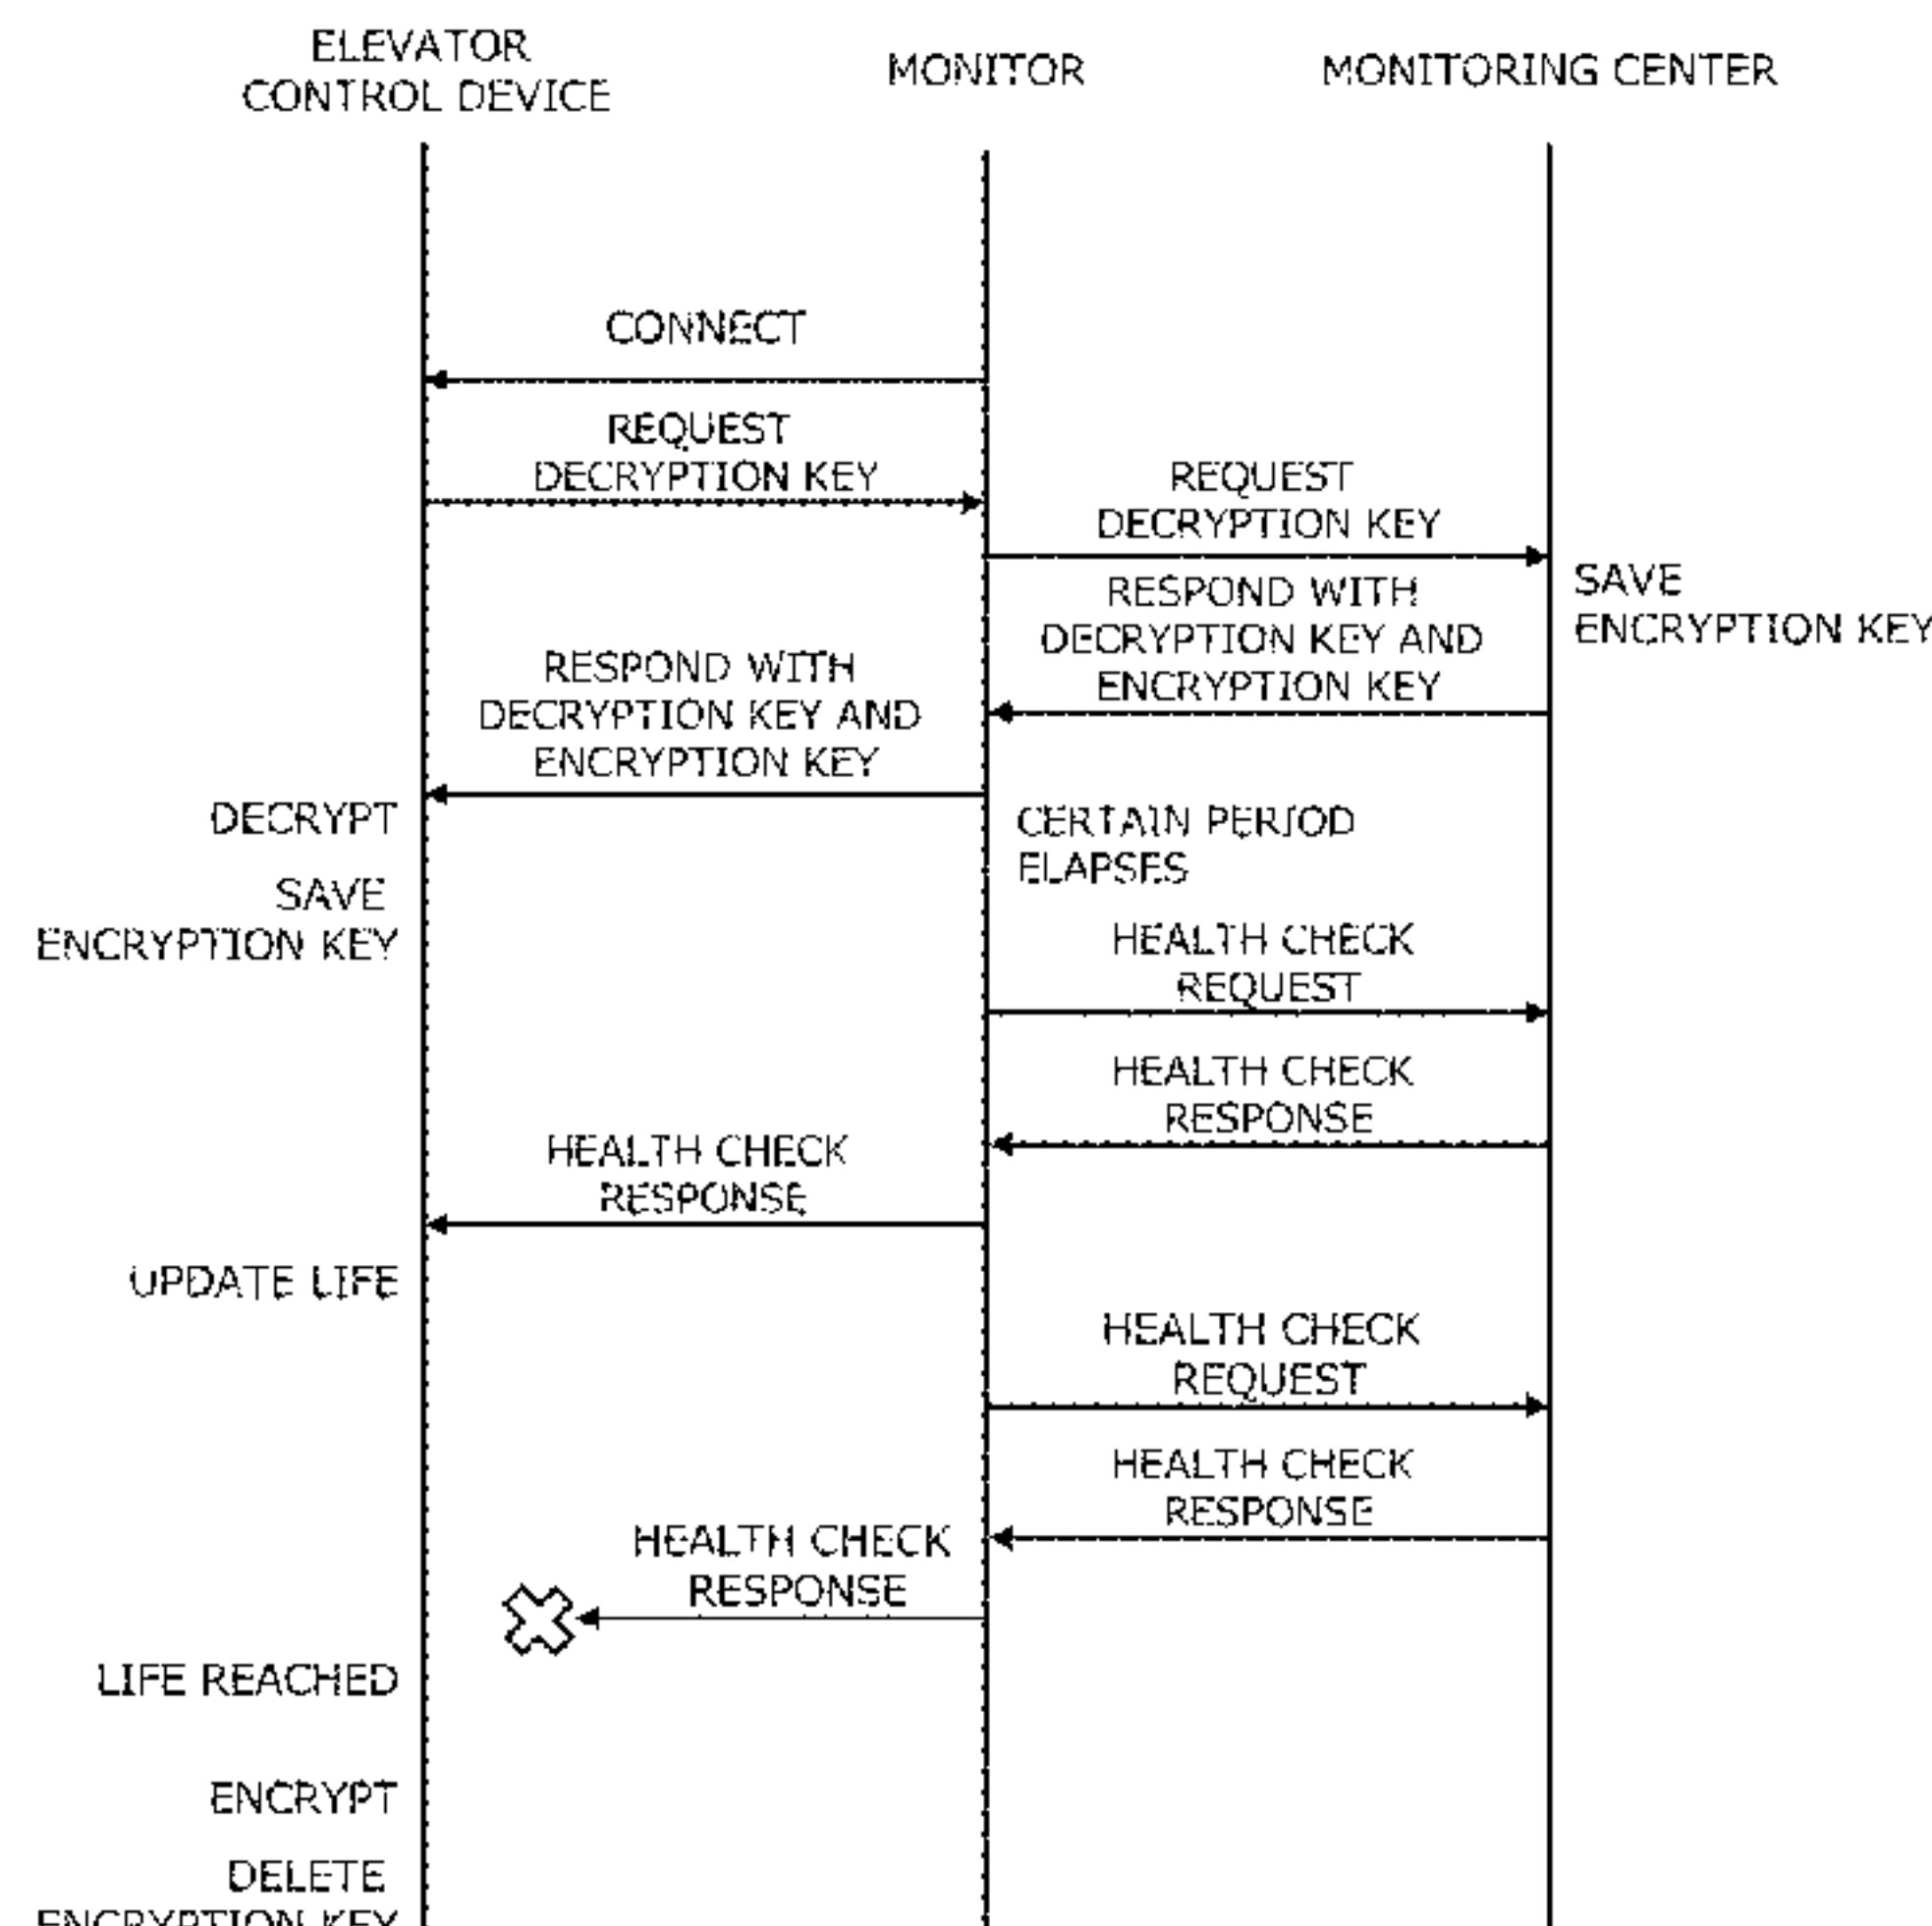 ELEVATOR
CONTROL DEVICE
MONITOR
MONITORING CENTER
CONNECT
REQUEST
DECRYPTION KEY
REQUEST
DECRYPTION KEY
SAVE
ENCRYPTION KEY
RESPOND WITH
DECRYPTION KEY AND
ENCRYPTION KEY
RESPOND WITH
DECRYPTION KEY AND
ENCRYPTION KEY
DECRYPT
CERTAIN PERIOD
ELAPSES
SAVE
ENCRYPTION KEY
HEALTH CHECK
REQUEST
HEALTH CHECK
RESPONSE
HEALTH CHECK
RESPONSE
UPDATE LIFE
HEALTH CHECK
REQUEST
HEALTH CHECK
RESPONSE
HEALTH CHECK
RESPONSE
LIFE REACHED
ENCRYPT
DELETE
ENCRYPTION KEY